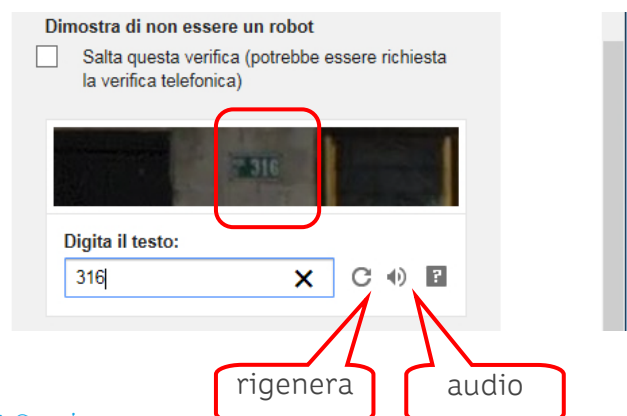 Dimostra di non essere un robot
Salta questa verifica (potrebbe essere richiesta
la verifica telefonica)
316
Digita il testo:
316
?
rigenera
audio